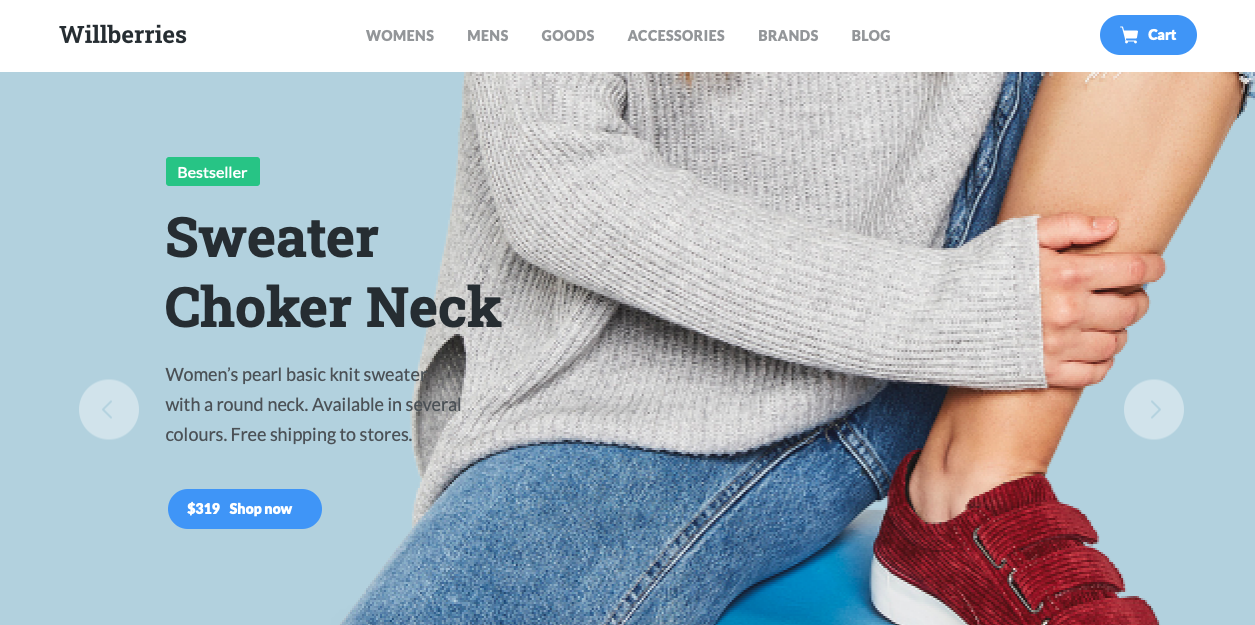 Willberries
WOMENS MENS GOODS ACCESSORIES BRANDS BLOG
Cart
Bestseller
Sweater
Choker Neck
Women's pearl basic knit sweater
with a round neck. Available in several
colours. Free shipping to stores.
$319 Shop now